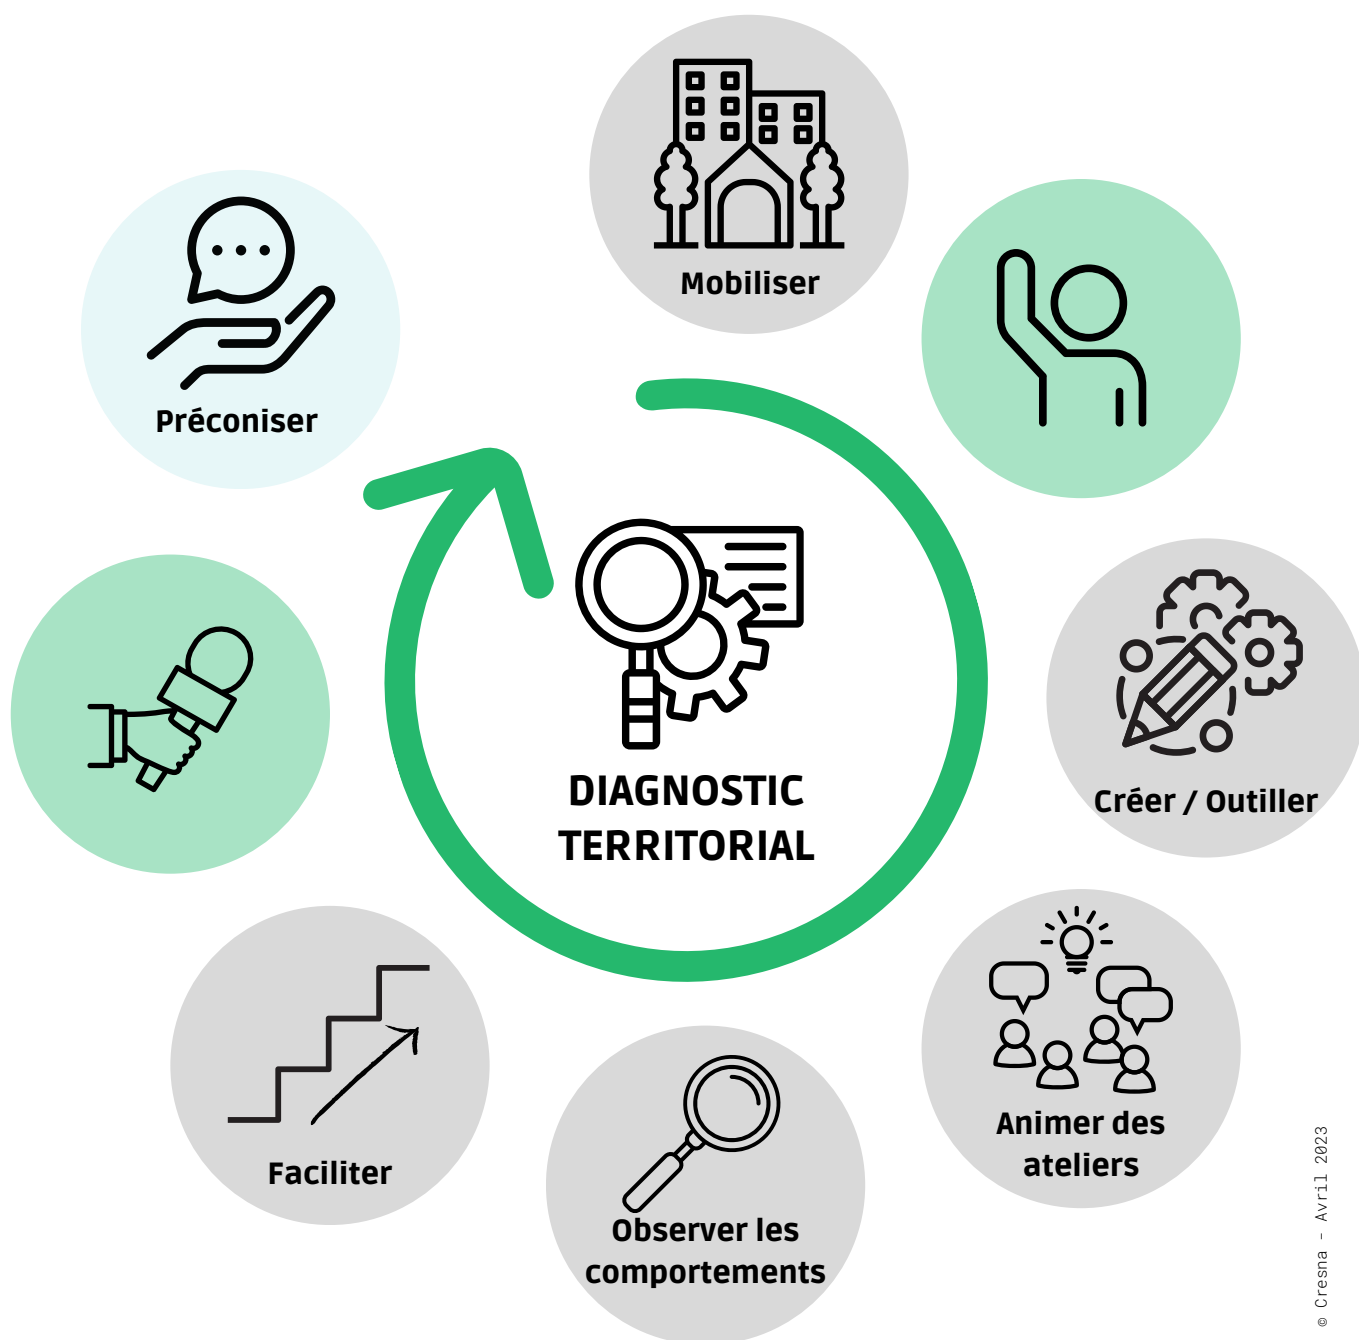 Mobiliser
Préconiser
Créer / Outiller
DIAGNOSTIC
TERRITORIAL
Animer des
ateliers
Faciliter
Observer les
comportements
© Cresna - Avril 2023